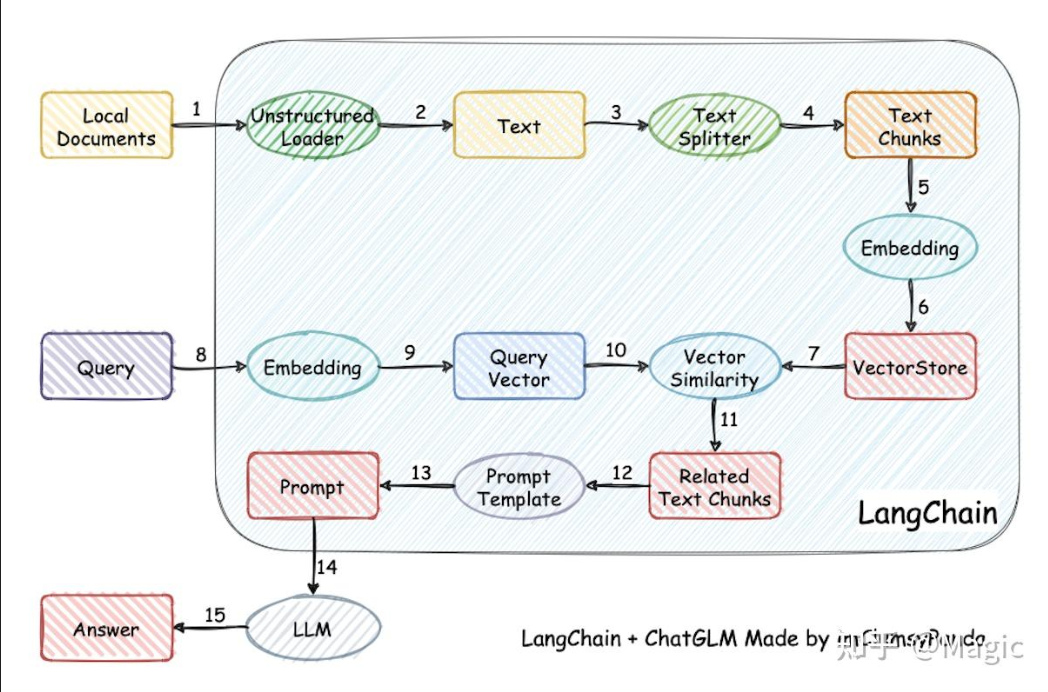 Local
Documents
1
Unstructured
Loader
2
Text
3
Text
Splitter
4
Text
Chunks
5
Embedding
6
Query
8
Embedding
9
Query
Vector
10
Vector
Similarity
7
VectorStore
11
Prompt
13
Prompt
Template
12
Related
Text Chunks
LangChain
14
Answer
15
LLM
LangChain + ChatGLM Made by
知乎 @Magic